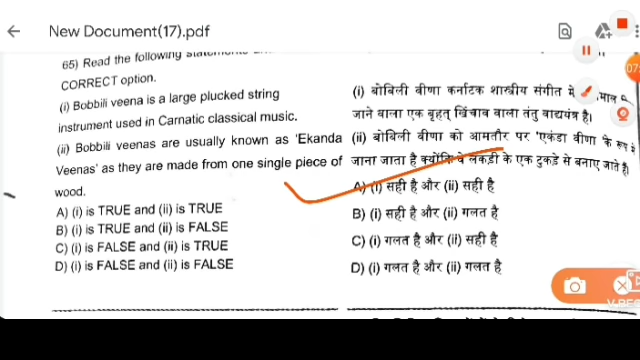 New Document(17).pdf
65) Read the following statements
CORRECT option.
(i) Bobbili veena is a large plucked string
instrument used in Carnatic classical music.
(ii) Bobbili veenas are usually known as 'Ekanda
Veenas' as they are made from one single piece of
wood.
A) (i) is TRUE and (ii) is TRUE
B) (i) is TRUE and (ii) is FALSE
C) (i) is FALSE and (ii) is TRUE
D) (i) is FALSE and (ii) is FALSE
(i) बोबिली वीणा कर्नाटक शास्त्रीय संगीत में
जाने वाला एक बृहत् खिंचाव वाला तंतु वाद्ययंत्र है।
(ii) बोबिली वीणा को आमतौर पर 'एकंडा वीणा' के रूप में
जाना जाता है क्योंकि वे लकड़ी के एक टुकड़े से बनाए जाते है।
A) (i) सही है और (ii) सही है
B) (i) सही है और (ii) गलत है
C) (i) गलत है और (ii) सही है
D) (i) गलत है और (ii) गलत है